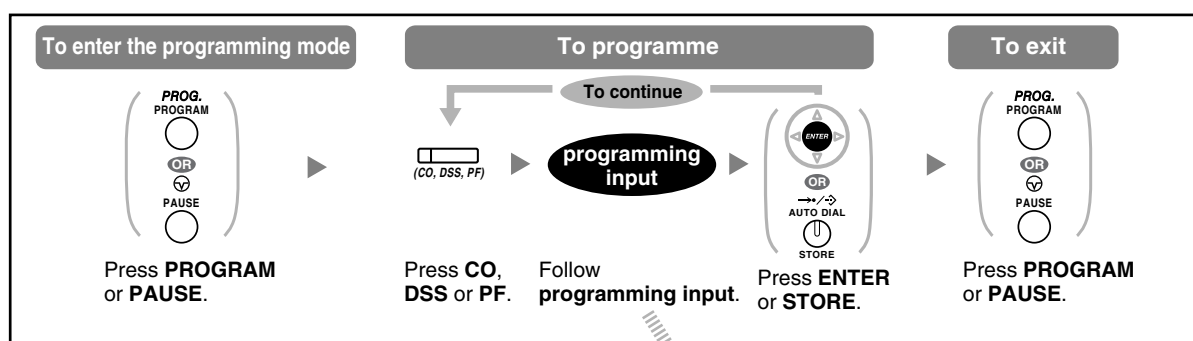 To enter the programming mode
To programme
To exit
To continue
PROG.
PROGRAM
OR
PAUSE
Press PROGRAM
or PAUSE.
(CO, DSS, PF)
Press CO,
DSS or PF.
programming
input
Follow
programming input.
ENTER
OR
AUTO DIAL
STORE
Press ENTER
or STORE.
PROG.
PROGRAM
OR
PAUSE
Press PROGRAM
or PAUSE.